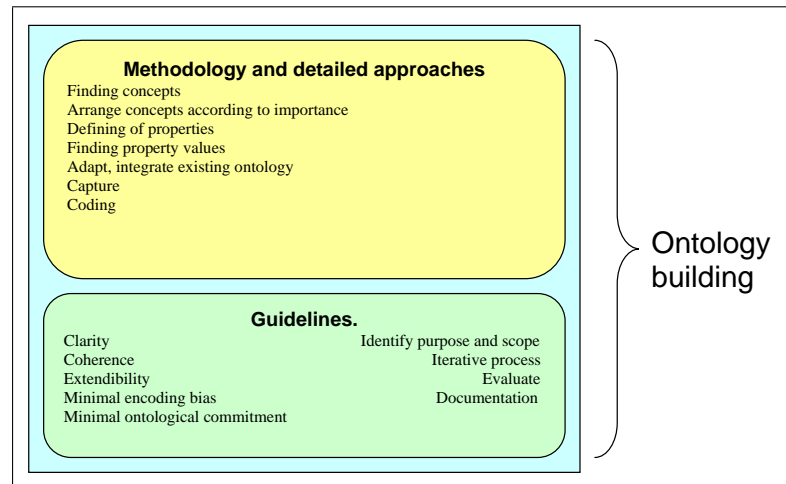 Methodology and detailed approaches
Finding concepts
Arrange concepts according to importance
Defining of properties
Finding property values
Adapt, integrate existing ontology
Capture
Coding
Guidelines.
Clarity
Coherence
Extendibility
Minimal encoding bias
Minimal ontological commitment
Identify purpose and scope
Iterative process
Evaluate
Documentation
Ontology
building